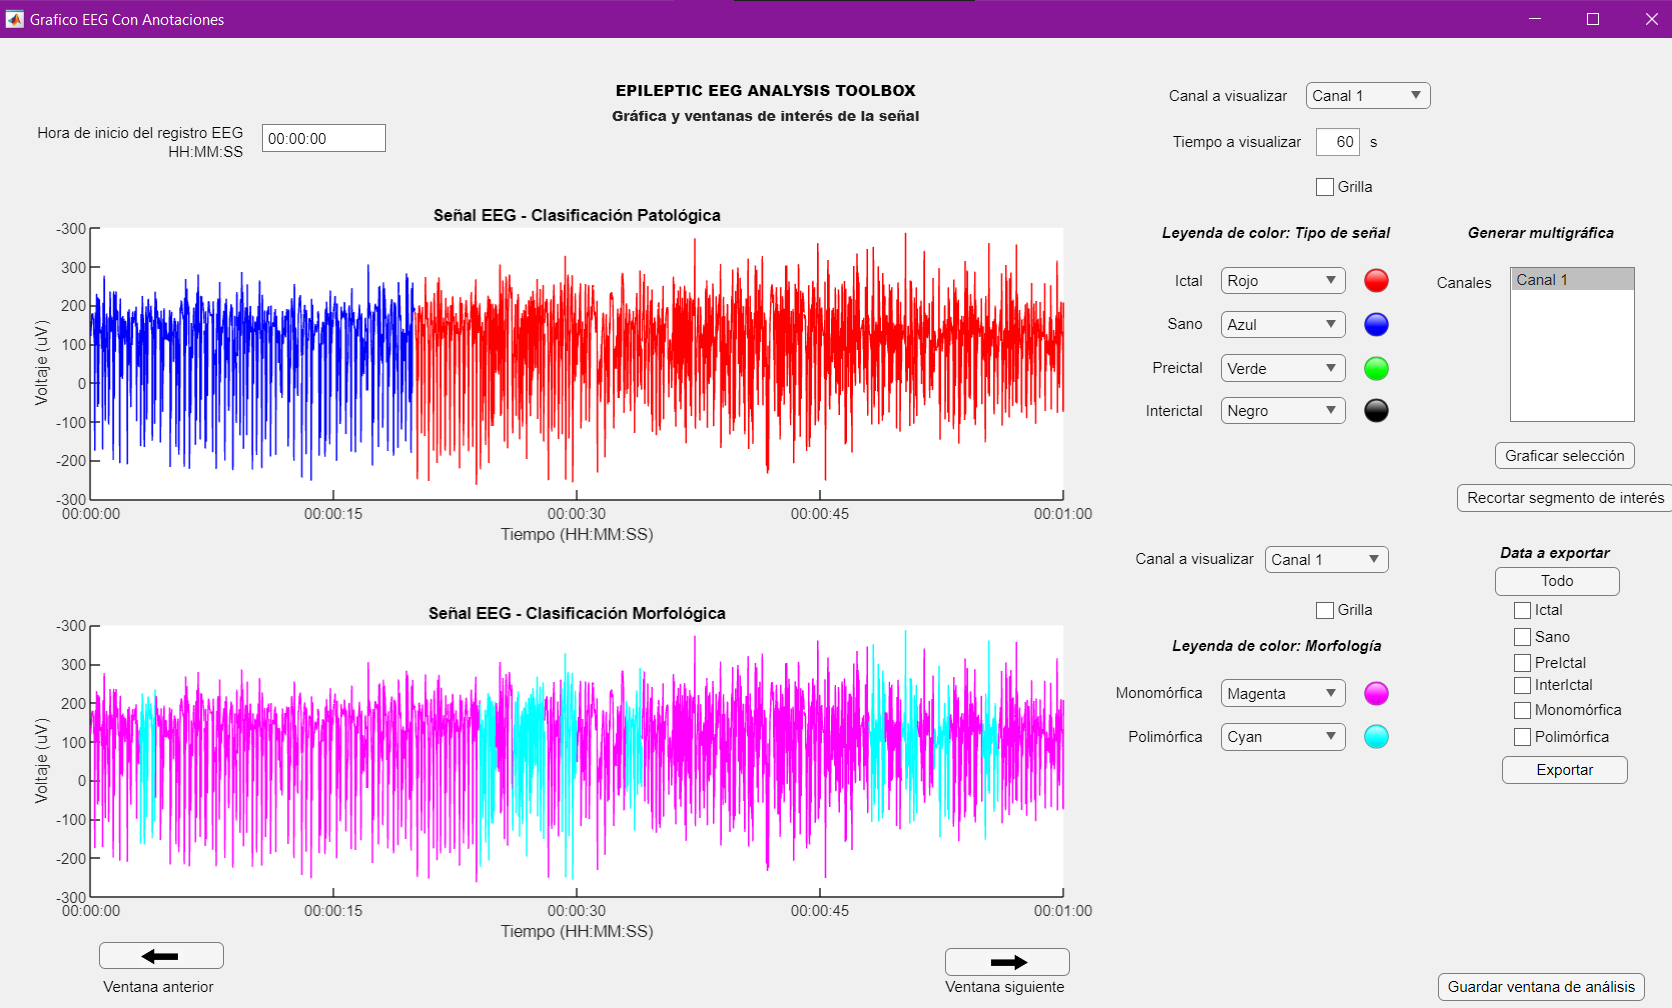 Grafico EEG Con Anotaciones
EPILEPTIC EEG ANALYSIS TOOLBOX
Gráfica y ventanas de interés de la señal
Hora de inicio del registro EEG
HH:MM:SS
00:00:00
Canal a visualizar
Canal 1
Tiempo a visualizar
60
s
Grilla
Señal EEG - Clasificación Patológica
-300
300
200
100
0
-100
-200
-300
Voltaje (uV)
00:00:00
00:00:15
00:00:30
00:00:45
00:01:00
Tiempo (HH:MM:SS)
Leyenda de color: Tipo de señal
Ictal
Rojo
Sano
Azul
Preictal
Verde
Interictal
Negro
Generar multigráfica
Canales
Canal 1
Graficar selección
Recortar segmento de interés
Canal a visualizar
Canal 1
Grilla
Señal EEG - Clasificación Morfológica
-300
300
200
100
0
-100
-200
-300
Voltaje (uV)
00:00:00
00:00:15
00:00:30
00:00:45
00:01:00
Tiempo (HH:MM:SS)
Leyenda de color: Morfología
Monomórfica
Magenta
Polimórfica
Cyan
Data a exportar
Todo
Ictal
Sano
PreIctal
InterIctal
Monomórfica
Polimórfica
Exportar
Ventana anterior
Ventana siguiente
Guardar ventana de análisis